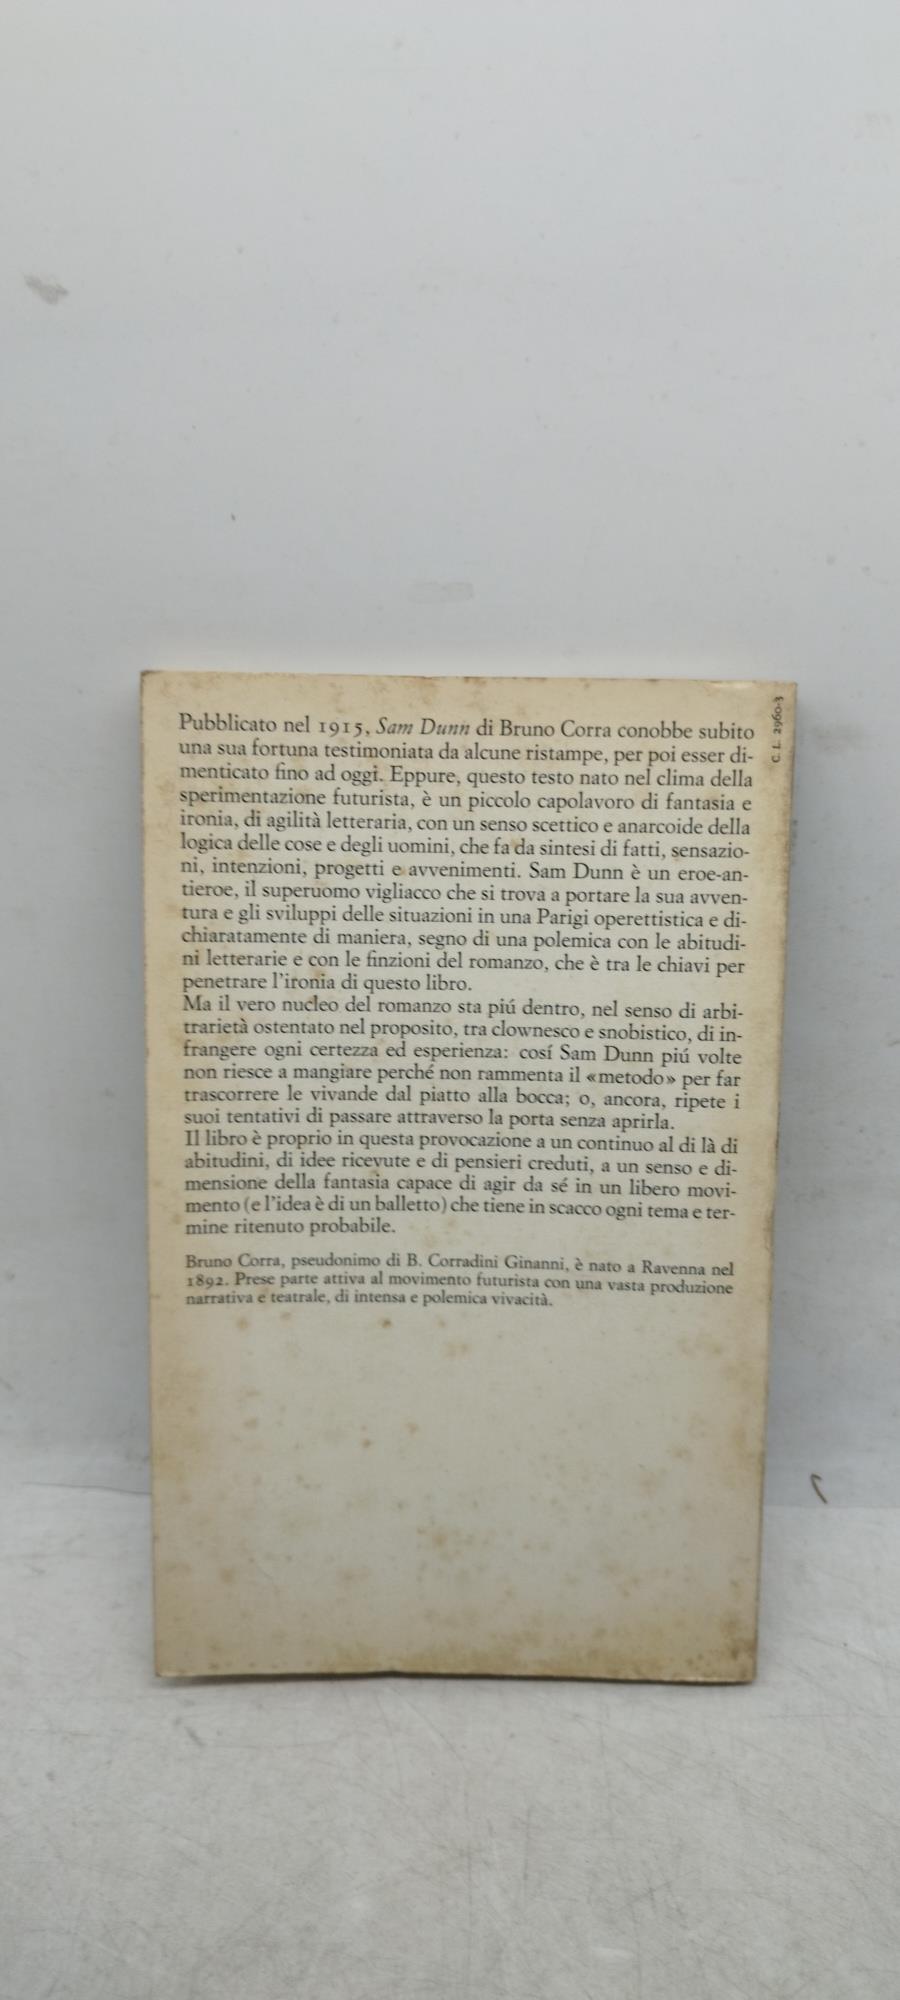 Pubblicato nel 1915, Sam Dunn di Bruno Corra conobbe subito
una sua fortuna testimoniata da alcune ristampe, per poi esser di-
menticato fino ad oggi. Eppure, questo testo nato nel clima della
sperimentazione futurista, è un piccolo capolavoro di fantasia e
ironia, di agilità letteraria, con un senso scettico e anarcoide della
logica delle cose e degli uomini, che fa da sintesi di fatti, sensazio-
ni, intenzioni, progetti e avvenimenti. Sam Dunn è un eroe-an-
tieroe, il superuomo vigliacco che si trova a portare la sua avven-
tura e gli sviluppi delle situazioni in una Parigi operettistica e di-
chiaratamente di maniera, segno di una polemica con le abitudi-
ni letterarie e con le finzioni del romanzo, che è tra le chiavi per
penetrare l'ironia di questo libro.
Ma il vero nucleo del romanzo sta piú dentro, nel senso di arbi-
trarietà ostentato nel proposito, tra clownesco e snobistico, di in-
frangere ogni certezza ed esperienza: cosí Sam Dunn piú volte
non riesce a mangiare perché non rammenta il «metodo» per far
trascorrere le vivande dal piatto alla bocca; o, ancora, ripete i
suoi tentativi di passare attraverso la porta senza aprirla.
Il libro è proprio in questa provocazione a un continuo al di là di
abitudini, di idee ricevute e di pensieri creduti, a un senso e di-
mensione della fantasia capace di agir da sé in un libero movi-
mento (e l'idea è di un balletto) che tiene in scacco ogni tema e ter-
mine ritenuto probabile.
Bruno Corra, pseudonimo di B. Corradini Ginanni, è nato a Ravenna nel
1892. Prese parte attiva al movimento futurista con una vasta produzione
narrativa e teatrale, di intensa e polemica vivacità.
C. L. 2960-3